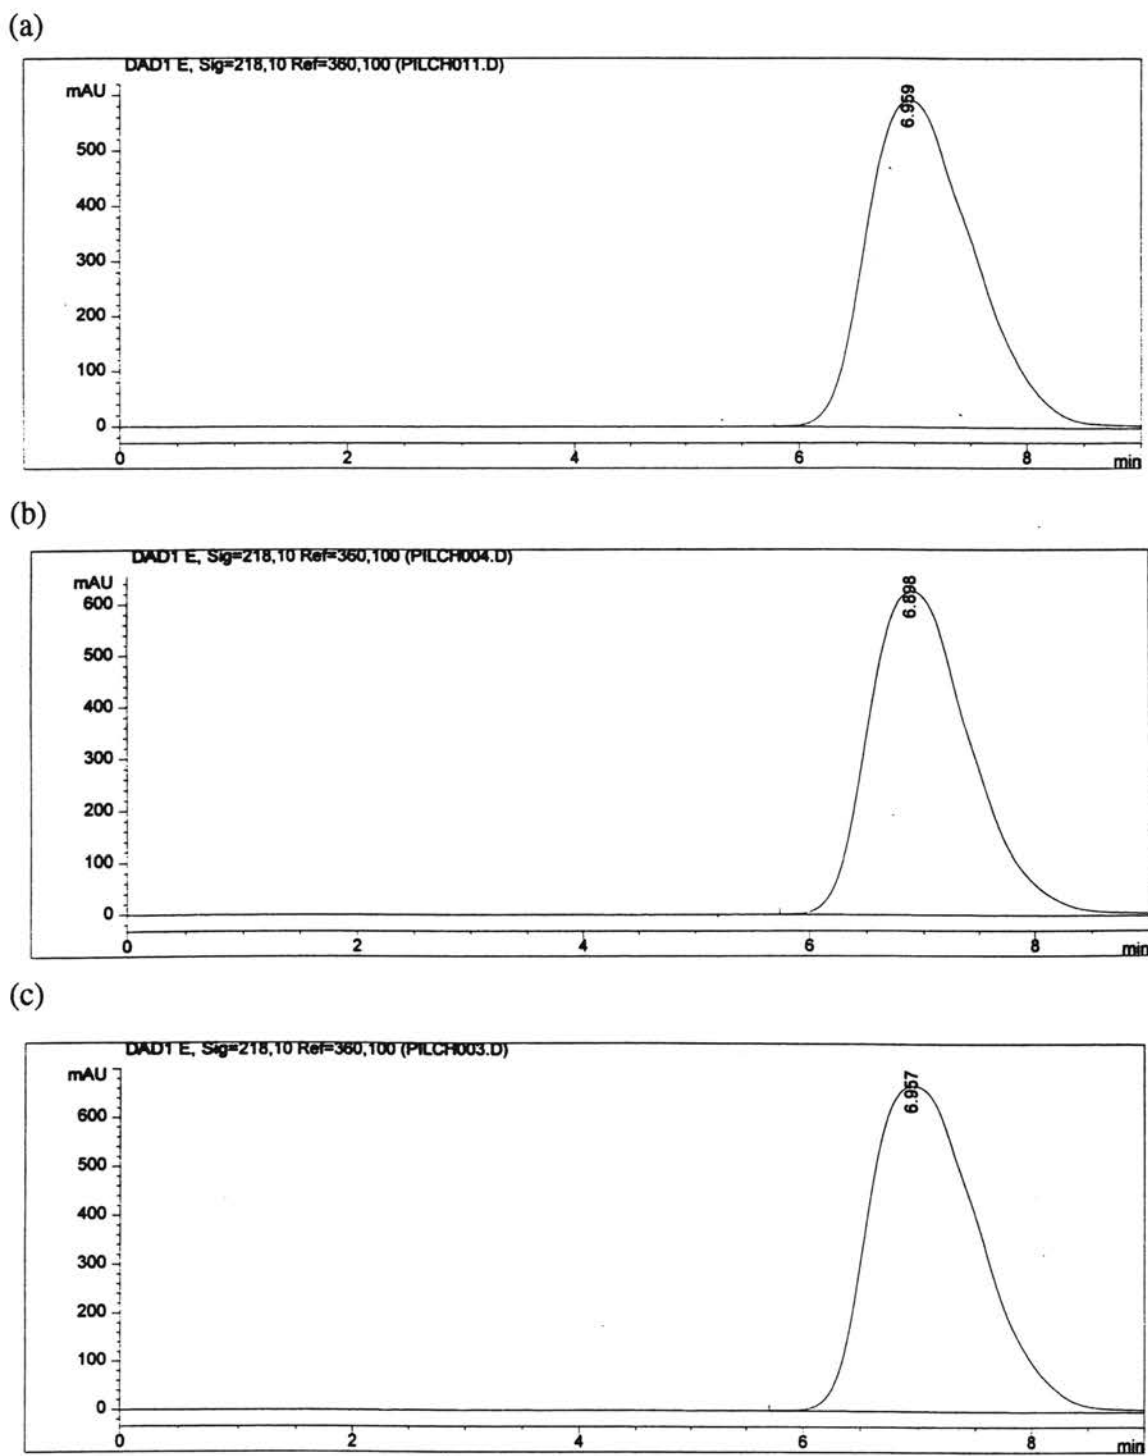 (a)
DAD1 E, Sig=218,10 Ref=360,100 (PILCH011.D)
mAU
6.959
500
400
300
200
100
0
0 2 4 6 8 min
(b)
DAD1 E, Sig=218,10 Ref=360,100 (PILCH004.D)
mAU
600
6.898
500
400
300
200
100
0
0 2 4 6 8 min
(c)
DAD1 E, Sig=218,10 Ref=360,100 (PILCH003.D)
mAU
6.957
600
500
400
300
200
100
0
0 2 4 6 8 min